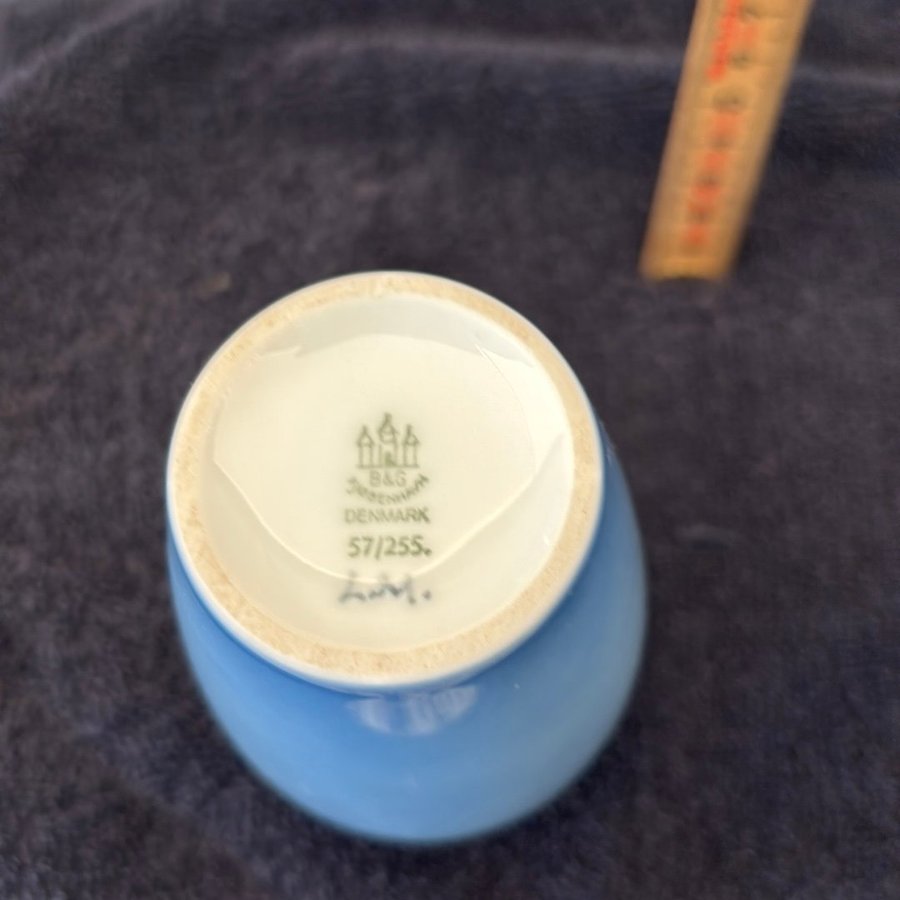 B&G
KJØBENHAVN
DENMARK
57/255.